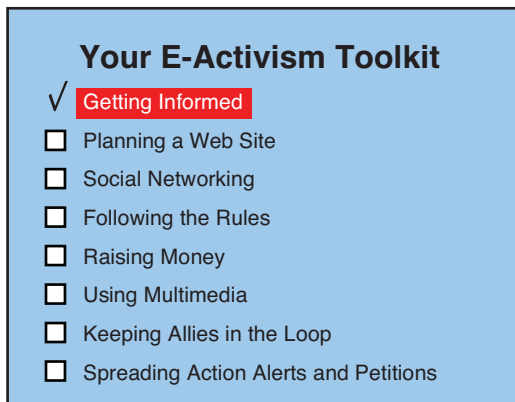 Your E-Activism Toolkit
√ Getting Informed
Planning a Web Site
Social Networking
Following the Rules
Raising Money
Using Multimedia
Keeping Allies in the Loop
Spreading Action Alerts and Petitions